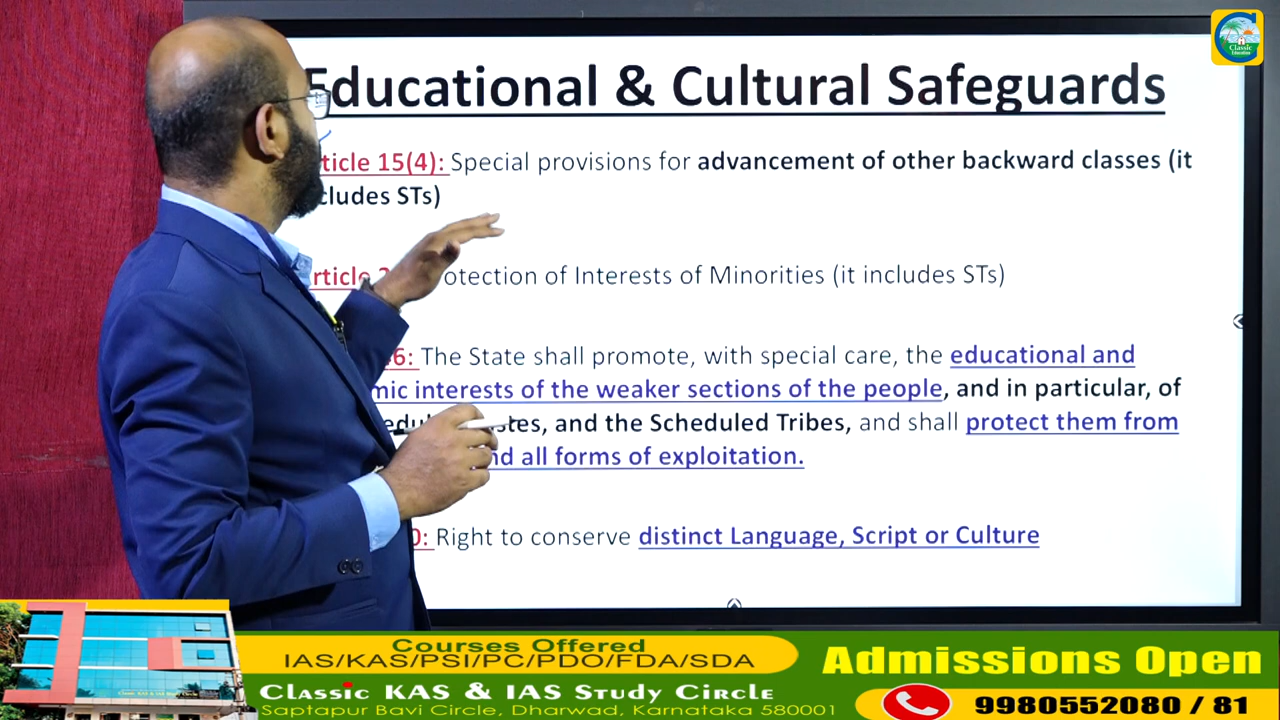 Classic
Education
Educational & Cultural Safeguards
ticle 15(4): Special provisions for advancement of other backward classes (it
cludes STs)
rticle 2 otection of Interests of Minorities (it includes STs)
6: The State shall promote, with special care, the educational and
mic interests of the weaker sections of the people, and in particular, of
edul stes, and the Scheduled Tribes, and shall protect them from
nd all forms of exploitation.
0: Right to conserve distinct Language, Script or Culture
Courses Offered
IAS/KAS/PSI/PC/PDO/FDA/SDA
Classic KAS & IAS Study Circle
Saptapur Bavi Circle, Dharwad, Karnataka 580001
Admissions Open
9980552080 / 81